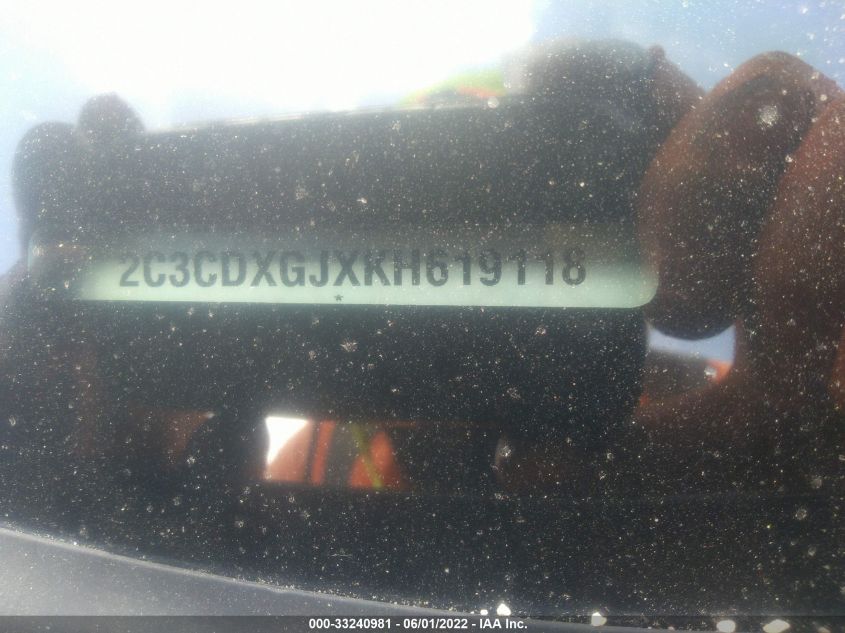 2C3CDXGJXKH619118
*
000-33240981 - 06/01/2022 - IAA Inc.